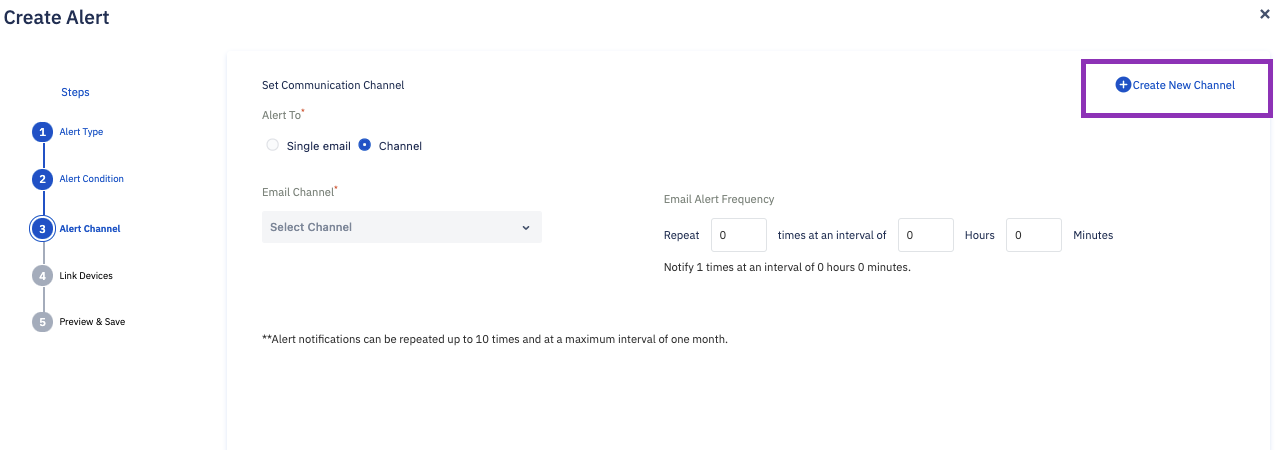 Create Alert
×
Steps
1 Alert Type
2 Alert Condition
3 Alert Channel
4 Link Devices
5 Preview & Save
Set Communication Channel
Create New Channel
Alert To*
Single email Channel
Email Channel*
Select Channel
Email Alert Frequency
Repeat 0 times at an interval of 0 Hours 0 Minutes
Notify 1 times at an interval of 0 hours 0 minutes.
**Alert notifications can be repeated up to 10 times and at a maximum interval of one month.